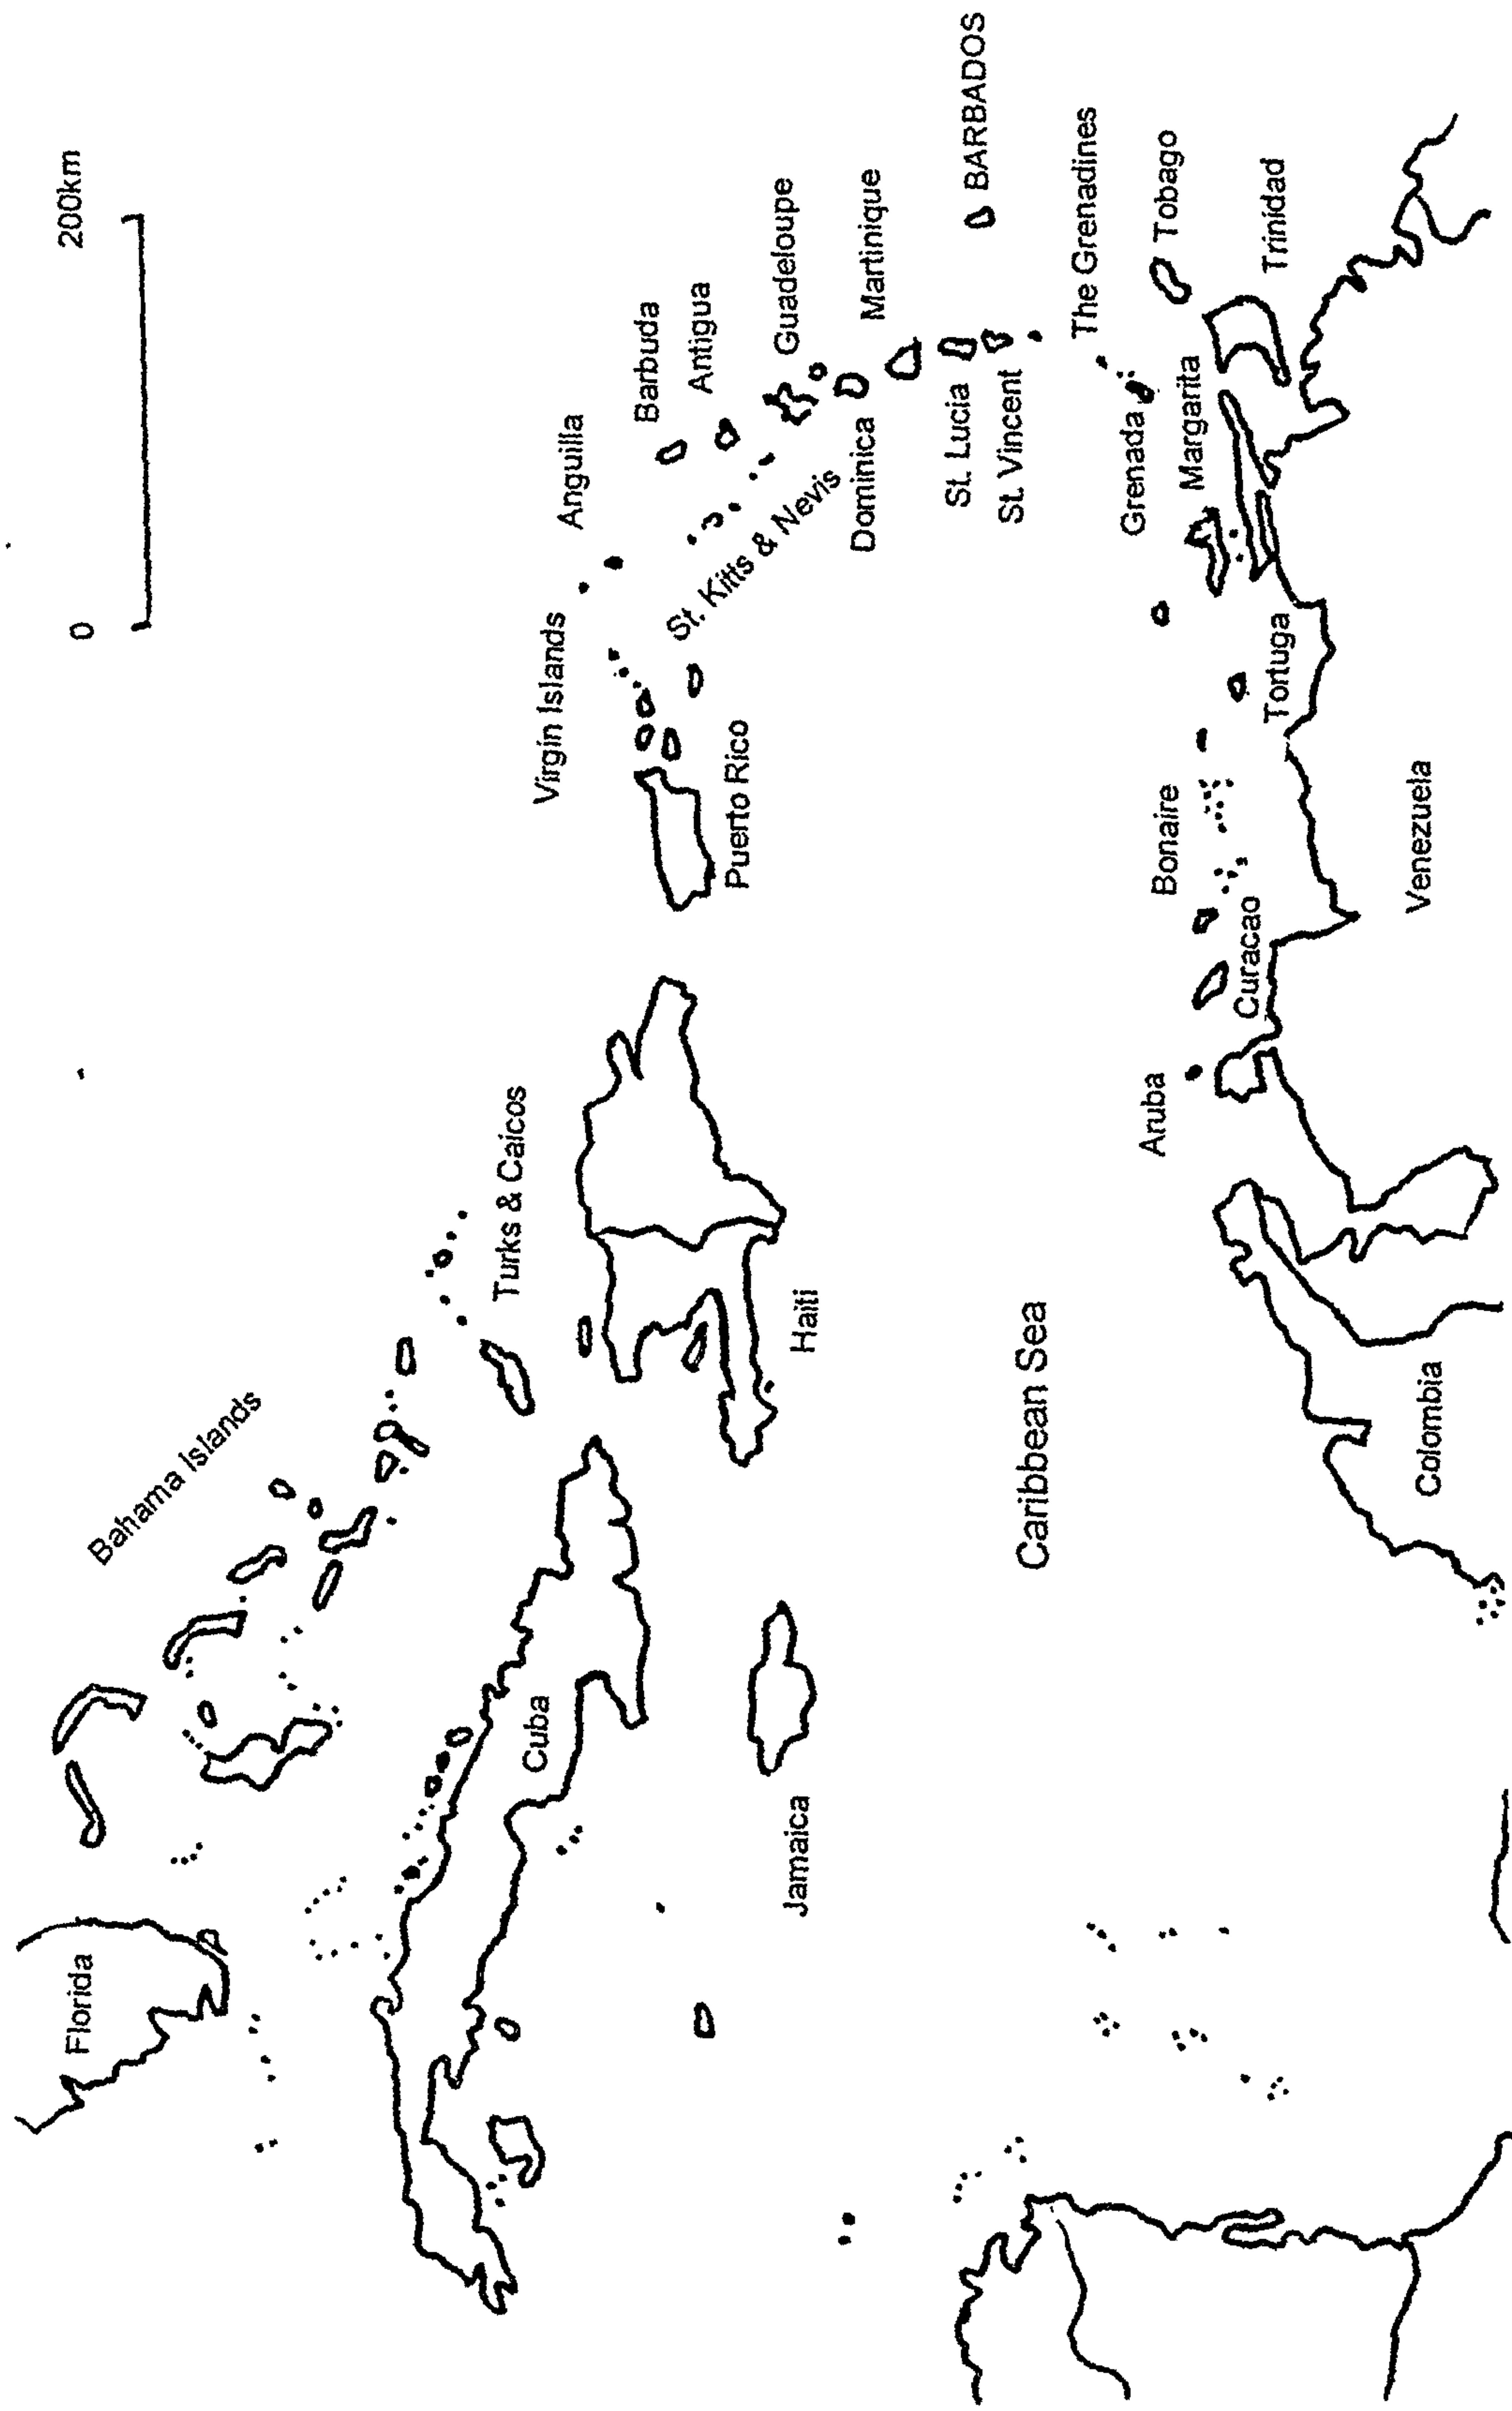 0
200km
Florida
Bahama Islands
Turks & Caicos
Cuba
Virgin Islands
Anguilla
Barbuda
Antigua
St. Kitts & Nevis
Puerto Rico
Guadeloupe
Haiti
Jamaica
Dominica
Martinique
St. Lucia
BARBADOS
St. Vincent
Caribbean Sea
The Grenadines
Grenada
Tobago
Aruba
Bonaire
Margarita
Curacao
Tortuga
Trinidad
Colombia
Venezuela